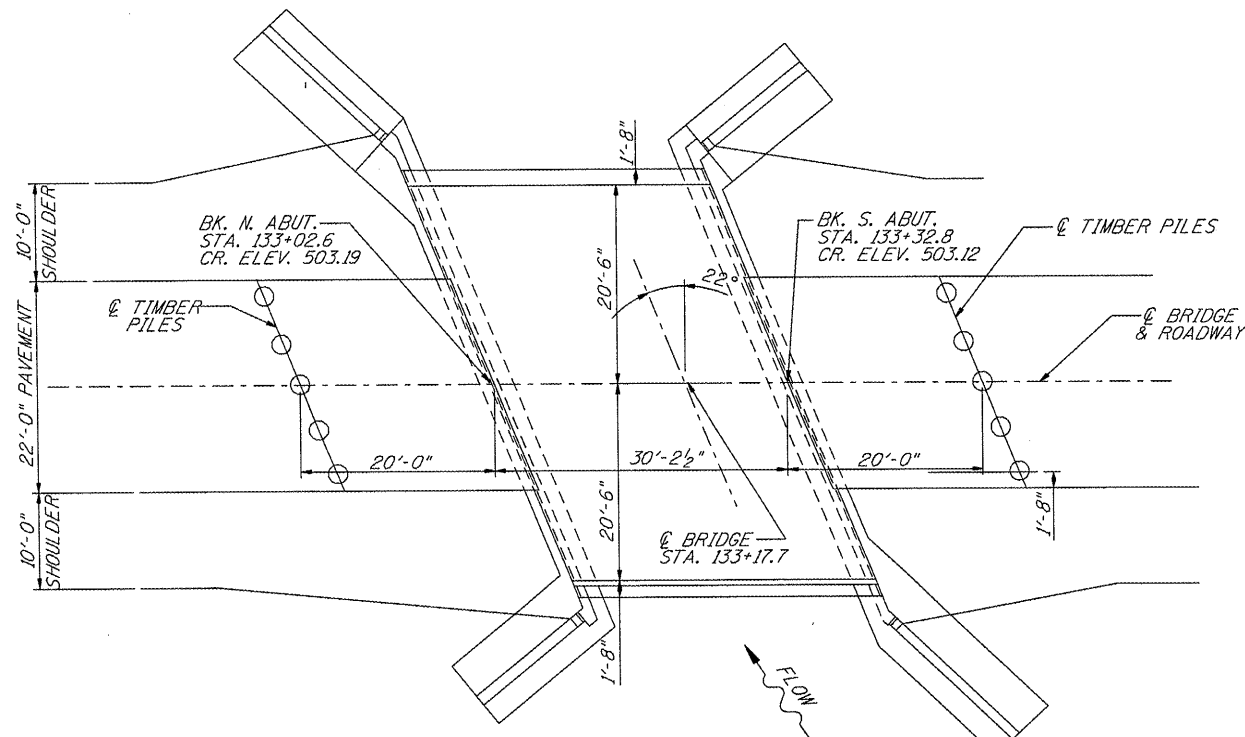 1'-8"
10'-0"
SHOULDER
BK. N. ABUT.
STA. 133+02.6
CR. ELEV. 503.19
20'-6"
22°
BK. S. ABUT.
STA. 133+32.8
CR. ELEV. 503.12
℄ TIMBER PILES
℄ TIMBER
PILES
℄ BRIDGE
& ROADWAY
22'-0" PAVEMENT
20'-0"
30'-2½"
20'-0"
20'-6"
℄ BRIDGE
STA. 133+17.7
1'-8"
10'-0"
SHOULDER
1'-8"
FLOW